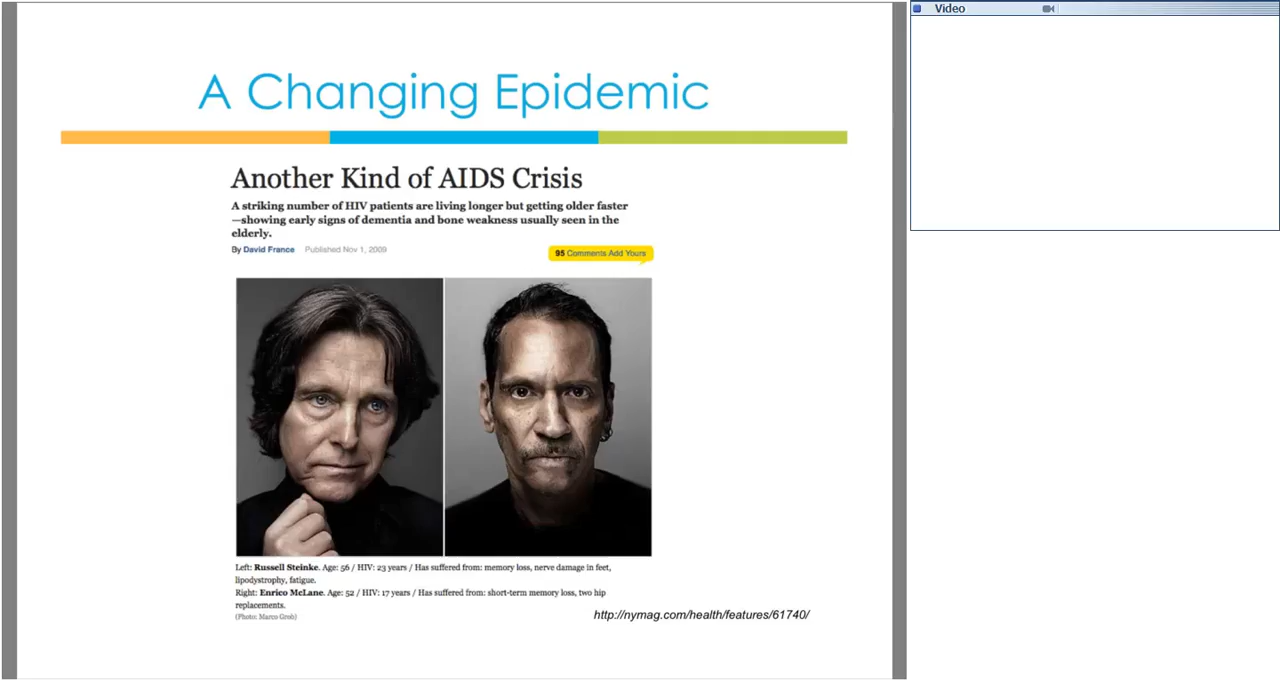 Video
A Changing Epidemic
Another Kind of AIDS Crisis
A striking number of HIV patients are living longer but getting older faster
—showing early signs of dementia and bone weakness usually seen in the
elderly.
By David France Published Nov 1, 2009
95 Comments Add Yours
Left: Russell Steinke. Age: 56 / HIV: 23 years / Has suffered from: memory loss, nerve damage in feet,
lipodystrophy, fatigue.
Right: Enrico McLane. Age: 52 / HIV: 17 years / Has suffered from: short-term memory loss, two hip
replacements.
(Photo: Marco Grob)
http://nymag.com/health/features/61740/